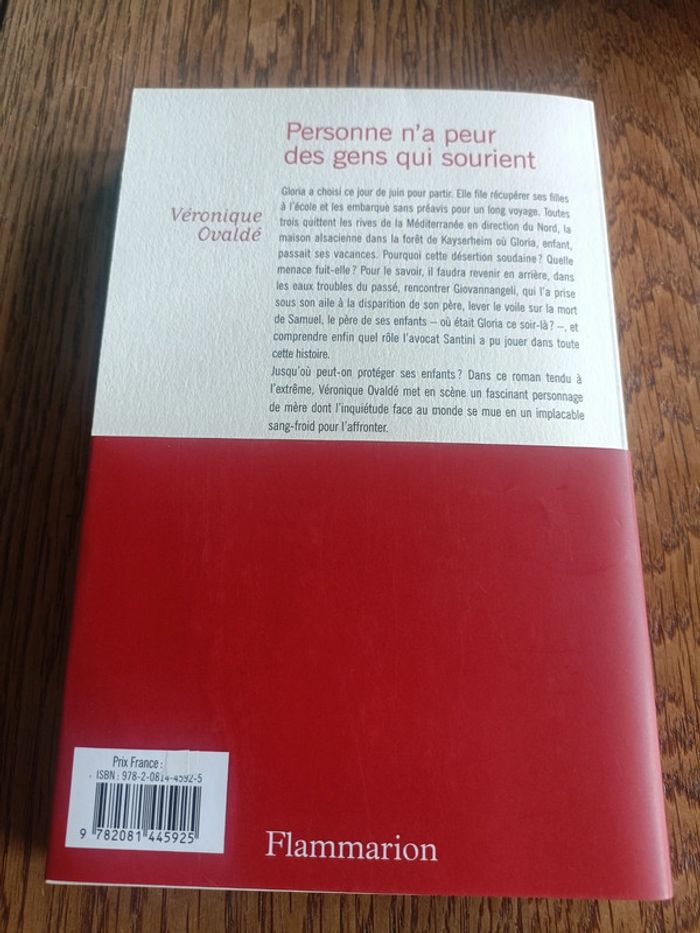 Personne n'a peur
des gens qui sourient
Véronique
Ovaldé
Gloria a choisi ce jour de juin pour partir. Elle file récupérer ses filles
à l'école et les embarque sans préavis pour un long voyage. Toutes
trois quittent les rives de la Méditerranée en direction du Nord, la
maison alsacienne dans la forêt de Kayserheim où Gloria, enfant,
passait ses vacances. Pourquoi cette désertion soudaine ? Quelle
menace fuit-elle ? Pour le savoir, il faudra revenir en arrière, dans
les eaux troubles du passé, rencontrer Giovannangeli, qui l'a prise
sous son aile à la disparition de son père, lever le voile sur la mort
de Samuel, le père de ses enfants – où était Gloria ce soir-là ? –, et
comprendre enfin quel rôle l'avocat Santini a pu jouer dans toute
cette histoire.
Jusqu'où peut-on protéger ses enfants ? Dans ce roman tendu à
l'extrême, Véronique Ovaldé met en scène un fascinant personnage
de mère dont l'inquiétude face au monde se mue en un implacable
sang-froid pour l'affronter.
Prix France :
ISBN : 978-2-0814-4592-5
9 782081 445925
Flammarion